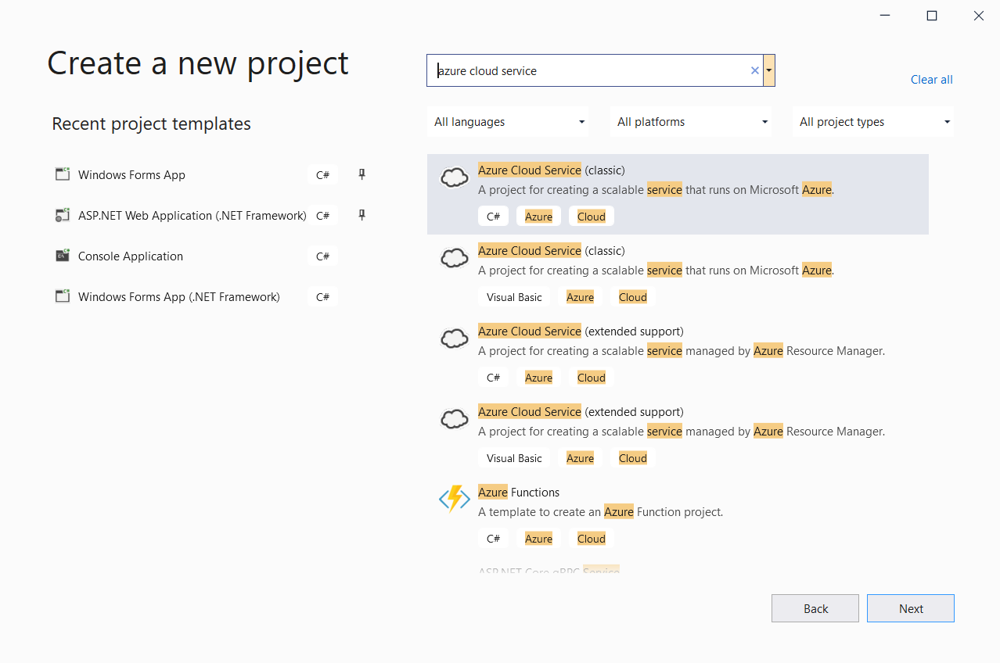 Create a new project
azure cloud service
Clear all
Recent project templates
All languages
All platforms
All project types
Windows Forms App C#
ASP.NET Web Application (.NET Framework) C#
Console Application C#
Windows Forms App (.NET Framework) C#
Azure Cloud Service (classic)
A project for creating a scalable service that runs on Microsoft Azure.
C# Azure Cloud
Azure Cloud Service (classic)
A project for creating a scalable service that runs on Microsoft Azure.
Visual Basic Azure Cloud
Azure Cloud Service (extended support)
A project for creating a scalable service managed by Azure Resource Manager.
C# Azure Cloud
Azure Cloud Service (extended support)
A project for creating a scalable service managed by Azure Resource Manager.
Visual Basic Azure Cloud
Azure Functions
A template to create an Azure Function project.
C# Azure Cloud
ASP.NET Core gRPC Service
Back
Next